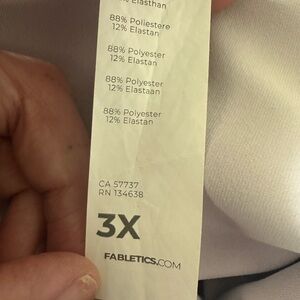 Elasthan
88% Poliestere
12% Elastan
88% Polyester
12% Elastan
88% Polyester
12% Elastaan
88% Polyester
12% Elastan
CA 57737
RN 134638
3X
FABLETICS.COM